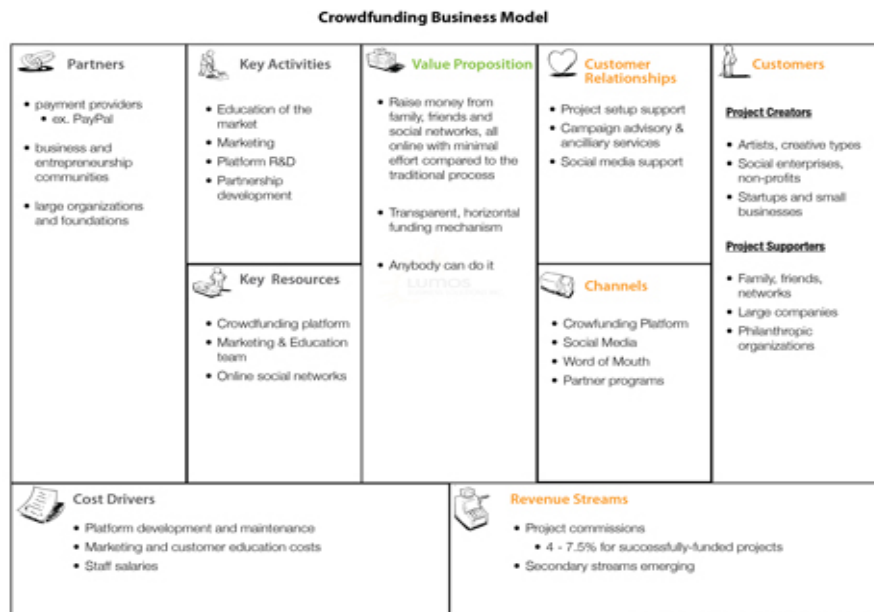 Crowdfunding Business Model
Partners
• payment providers
• ex. PayPal
• business and
entrepreneurship
communities
• large organizations
and foundations
Key Activities
• Education of the
market
• Marketing
• Platform R&D
• Partnership
development
Key Resources
• Crowdfunding platform
• Marketing & Education
team
• Online social networks
Value Proposition
• Raise money from
family, friends and
social networks, all
online with minimal
effort compared to the
traditional process
• Transparent, horizontal
funding mechanism
• Anybody can do it
LUMOS
Customer
Relationships
• Project setup support
• Campaign advisory &
ancilliary services
• Social media support
Channels
• Crowfunding Platform
• Social Media
• Word of Mouth
• Partner programs
Customers
Project Creators
• Artists, creative types
• Social enterprises,
non-profits
• Startups and small
businesses
Project Supporters
• Family, friends,
networks
• Large companies
• Philanthropic
organizations
Cost Drivers
• Platform development and maintenance
• Marketing and customer education costs
• Staff salaries
Revenue Streams
• Project commissions
• 4 - 7.5% for successfully-funded projects
• Secondary streams emerging